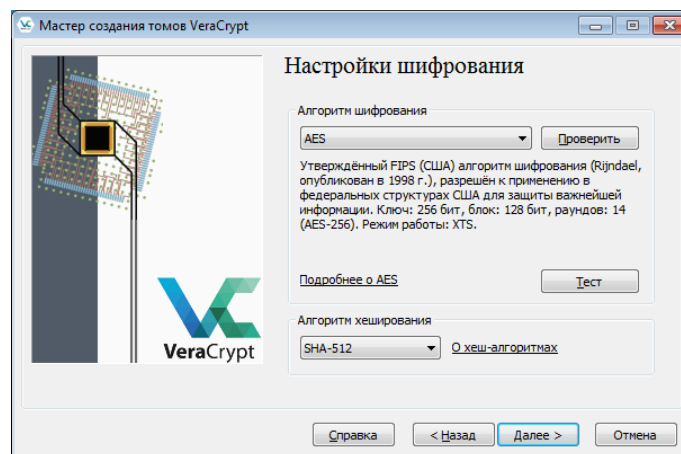 Мастер создания томов VeraCrypt
Настройки шифрования
Алгоритм шифрования
AES
Проверить
Утверждённый FIPS (США) алгоритм шифрования (Rijndael,
опубликован в 1998 г.), разрешён к применению в
федеральных структурах США для защиты важнейшей
информации. Ключ: 256 бит, блок: 128 бит, раундов: 14
(AES-256). Режим работы: XTS.
Подробнее о AES
Тест
Алгоритм хеширования
SHA-512
О хеш-алгоритмах
VeraCrypt
Справка
< Назад
Далее >
Отмена